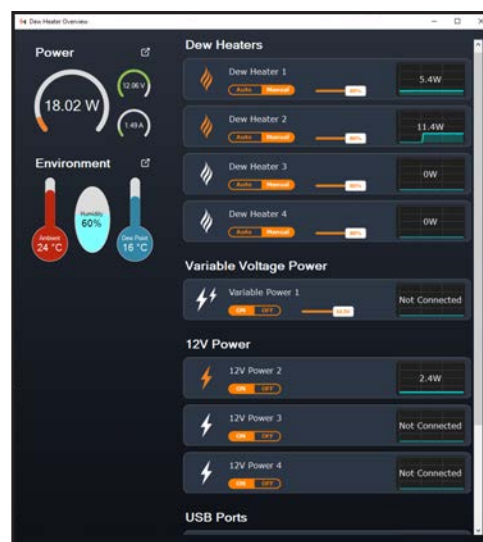 Dew Heater Overview
Power
18.02 W
12.06 V
1.49 A
Environment
Ambient
24 °C
Humidity
60%
Dew Point
16 °C
Dew Heaters
Dew Heater 1
Auto Manual
80%
5.4W
Dew Heater 2
Auto Manual
80%
11.4W
Dew Heater 3
Auto Manual
80%
0W
Dew Heater 4
Auto Manual
80%
0W
Variable Voltage Power
Variable Power 1
ON OFF
Not Connected
12V Power
12V Power 2
ON OFF
2.4W
12V Power 3
ON OFF
Not Connected
12V Power 4
ON OFF
Not Connected
USB Ports